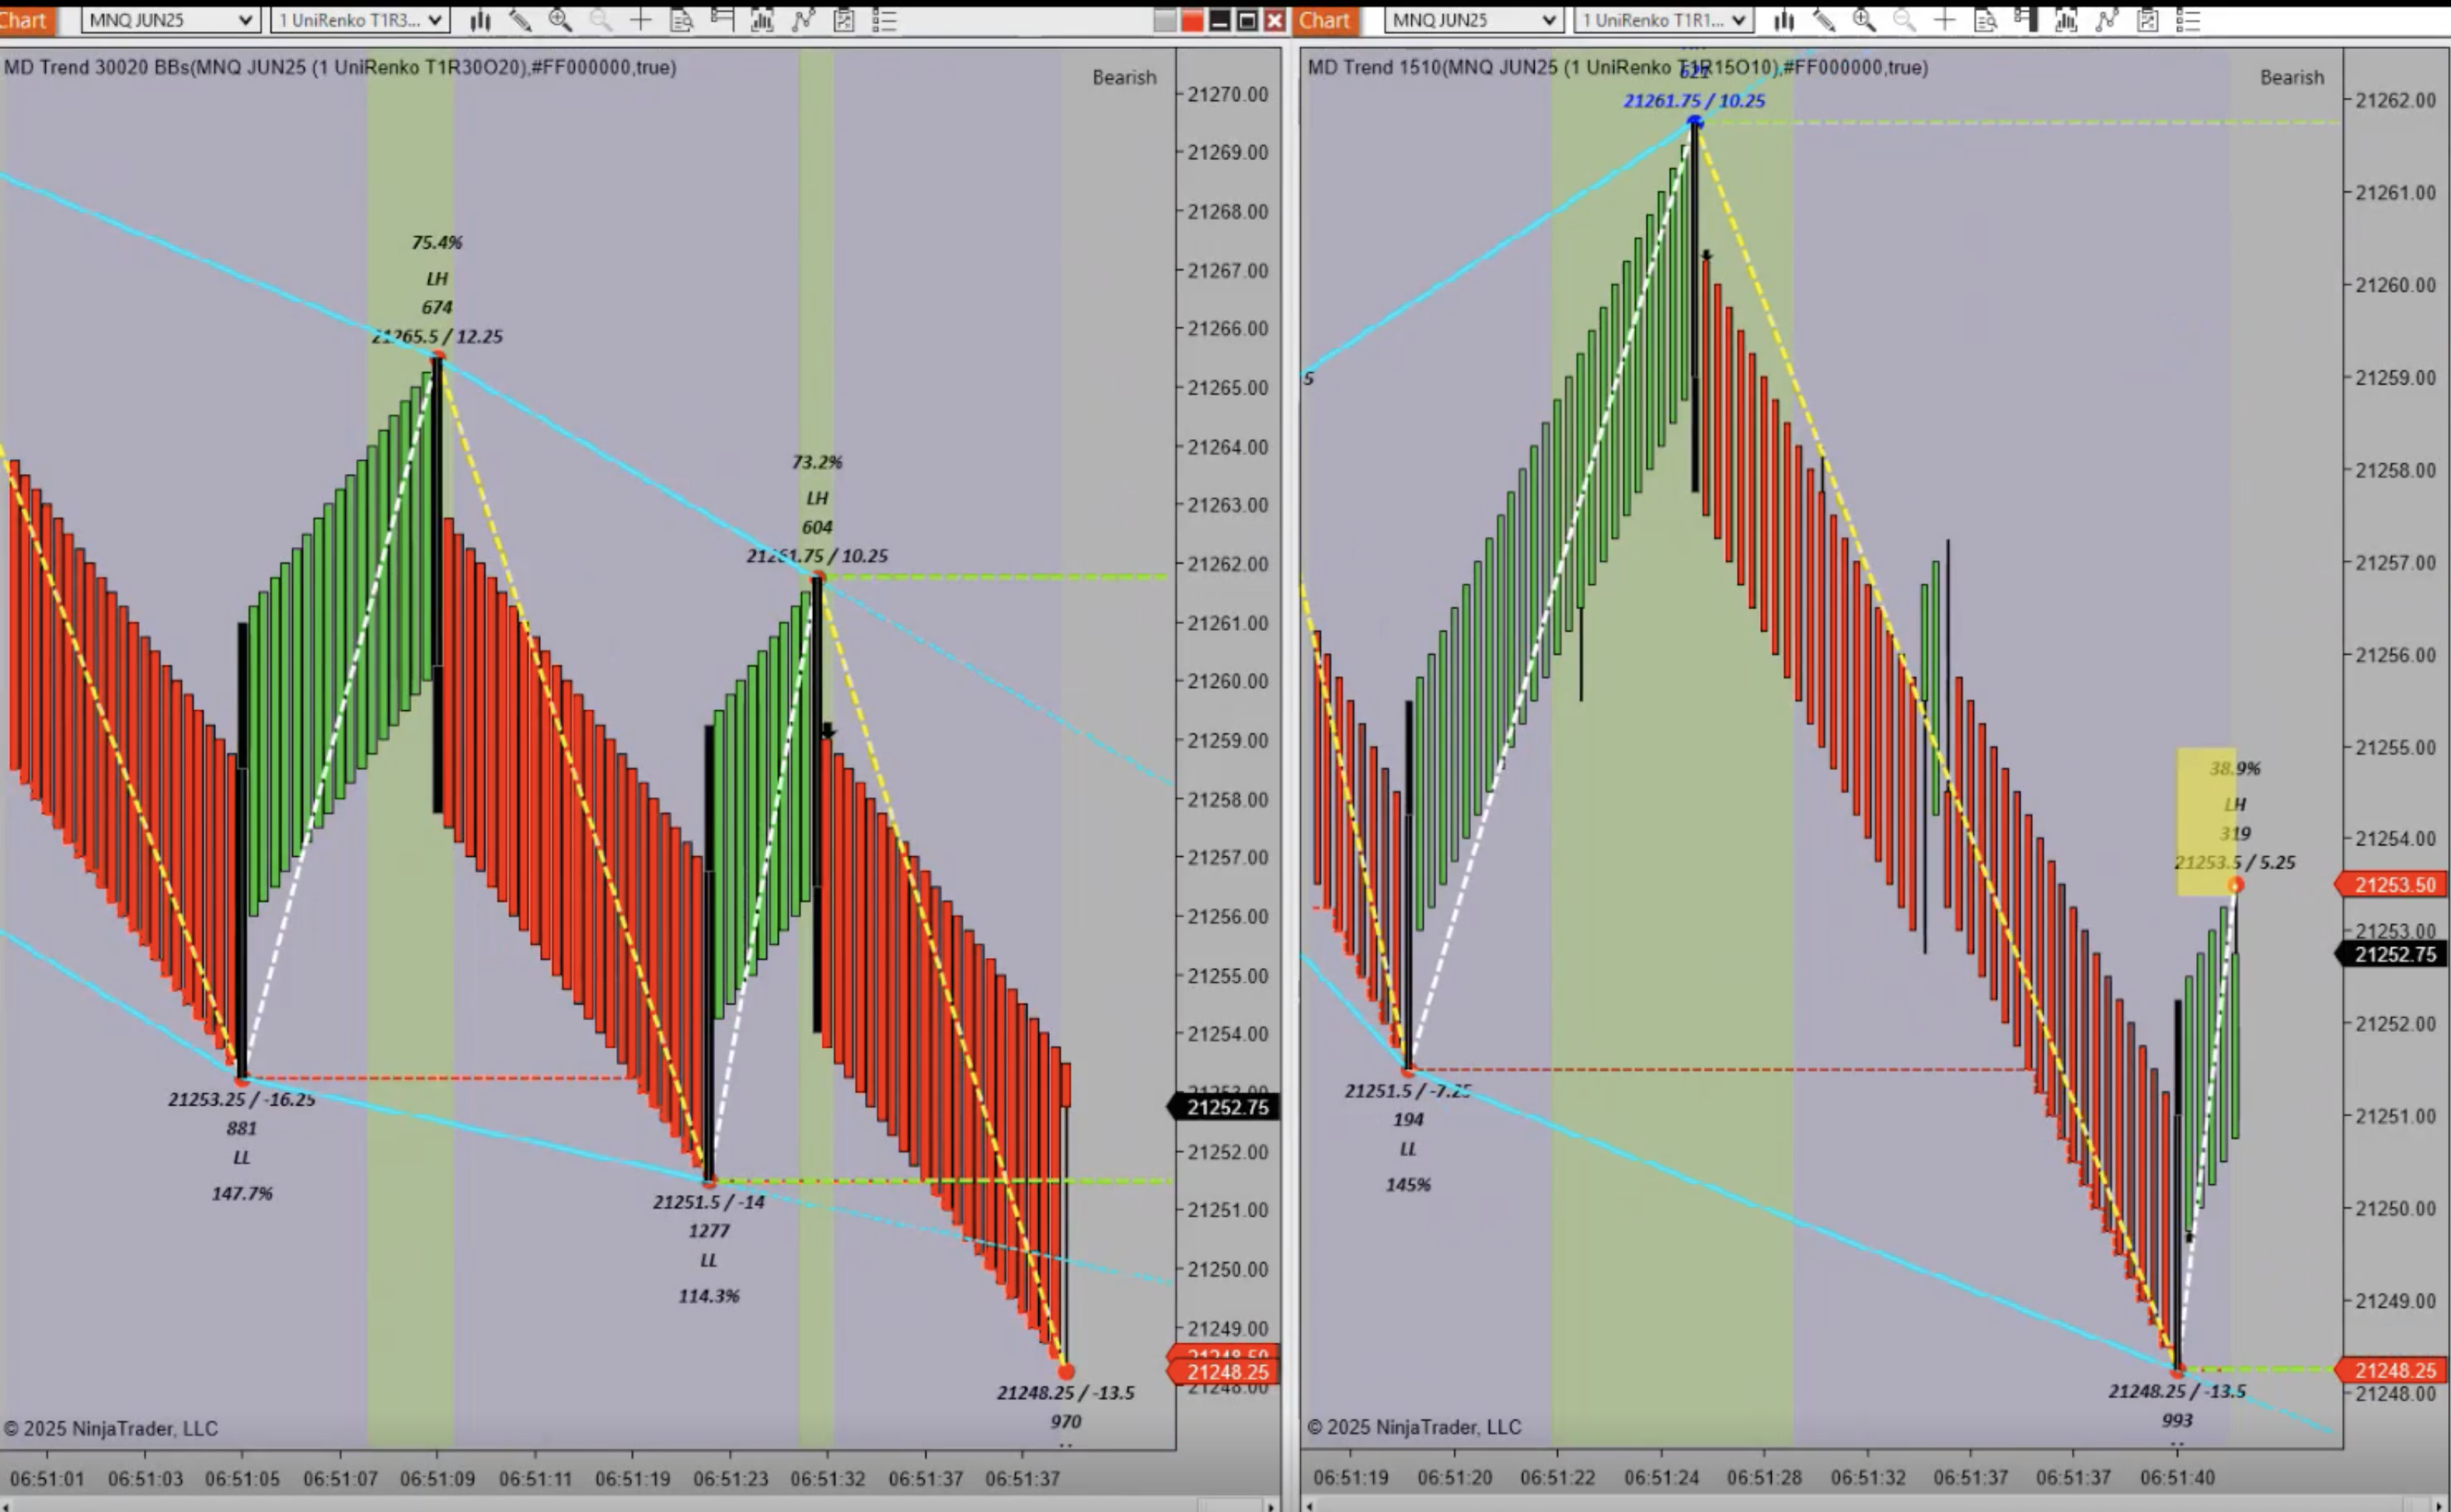 Chart MNQ JUN25 1 UniRenko T1R3...
MD Trend 30020 BBs(MNQ JUN25 (1 UniRenko T1R30O20),#FF000000,true)
Bearish
75.4%
LH
674
21265.5 / 12.25
73.2%
LH
604
21261.75 / 10.25
21253.25 / -16.25
881
LL
147.7%
21251.5 / -14
1277
LL
114.3%
21248.25 / -13.5
970
21270.00
21269.00
21268.00
21267.00
21266.00
21265.00
21264.00
21263.00
21262.00
21261.00
21260.00
21259.00
21258.00
21257.00
21256.00
21255.00
21254.00
21253.00
21252.75
21252.00
21251.00
21250.00
21249.00
21248.50
21248.25
21248.00
© 2025 NinjaTrader, LLC
06:51:01 06:51:03 06:51:05 06:51:07 06:51:09 06:51:11 06:51:19 06:51:23 06:51:32 06:51:37 06:51:37
Chart MNQ JUN25 1 UniRenko T1R1...
MD Trend 1510(MNQ JUN25 (1 UniRenko T1R15O10),#FF000000,true)
Bearish
621
21261.75 / 10.25
5
38.9%
LH
319
21253.5 / 5.25
21251.5 / -7.25
194
LL
145%
21248.25 / -13.5
993
21262.00
21261.00
21260.00
21259.00
21258.00
21257.00
21256.00
21255.00
21254.00
21253.50
21253.00
21252.75
21252.00
21251.00
21250.00
21249.00
21248.25
21248.00
© 2025 NinjaTrader, LLC
06:51:19 06:51:20 06:51:22 06:51:24 06:51:28 06:51:32 06:51:37 06:51:37 06:51:40